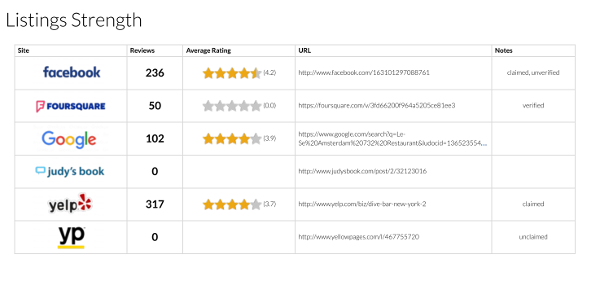 Listings Strength
Site Reviews Average Rating URL Notes
facebook 236 (4.2) http://www.facebook.com/163101297088761 claimed, unverified
FOURSQUARE 50 (0.0) https://foursquare.com/v/3fd66200f964a5205ce81ee3 verified
Google 102 (3.9) https://www.google.com/search?q=Le-
Se%20Amsterdam%20732%20Restaurant&ludocid=136523554,...
judy's book 0 http://www.judysbook.com/post/2/32123016
yelp 317 (3.7) http://www.yelp.com/biz/dive-bar-new-york-2 claimed
yp 0 http://www.yellowpages.com/l/467755720 unclaimed